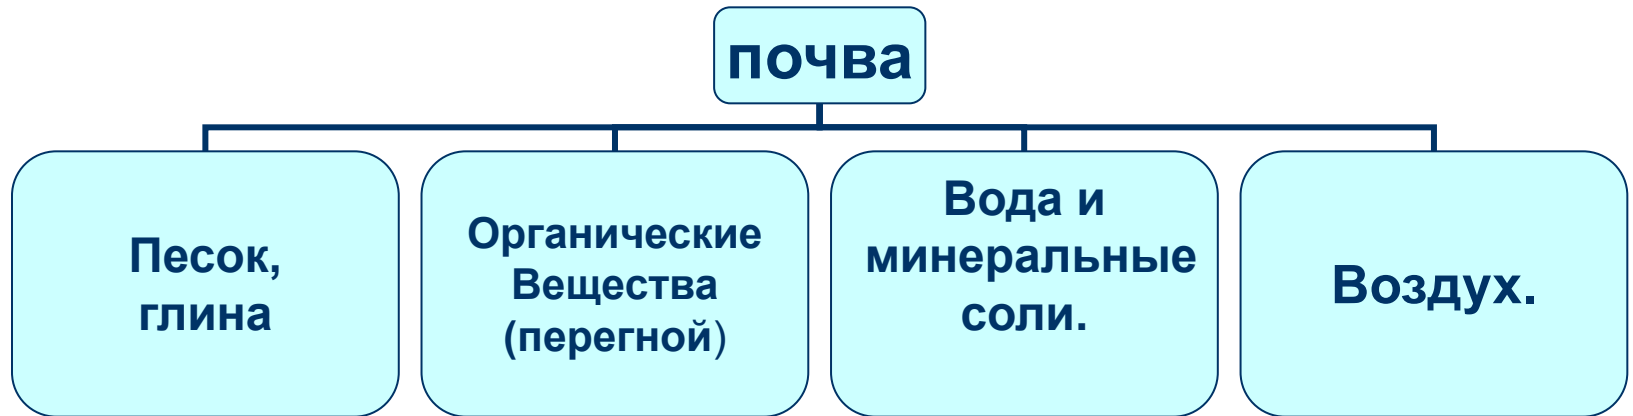 почва
Песок,
глина
Органические
Вещества
(перегной)
Вода и
минеральные
соли.
Воздух.